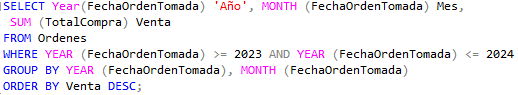 SELECT Year(FechaOrdenTomada) 'Año', MONTH (FechaOrdenTomada) Mes,
SUM (TotalCompra) Venta
FROM Ordenes
WHERE YEAR (FechaOrdenTomada) >= 2023 AND YEAR (FechaOrdenTomada) <= 2024
GROUP BY YEAR (FechaOrdenTomada), MONTH (FechaOrdenTomada)
ORDER BY Venta DESC;